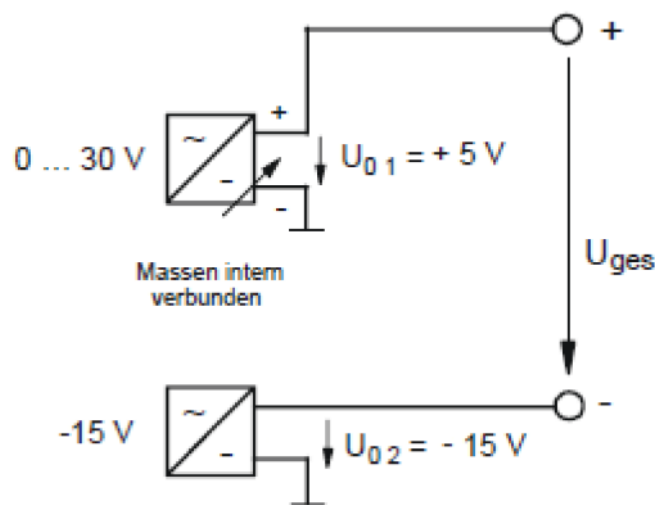 +
+
~
0 ... 30 V
U0 1 = + 5 V
-
-
Uges
Massen intern
verbunden
~
-
-15 V
-
U0 2 = - 15 V